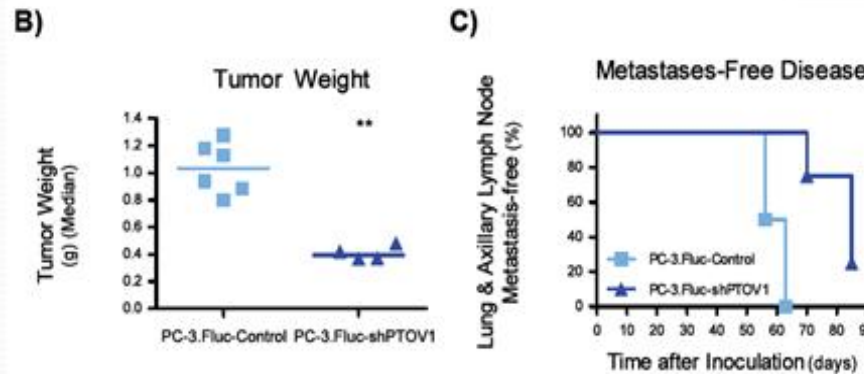 B)
Tumor Weight
**
Tumor Weight
(g) (Median)
1.4
1.2
1.0
0.8
0.6
0.4
0.2
0.0
PC-3.Fluc-Control PC-3.Fluc-shPTOV1
C)
Metastases-Free Disease
Lung & Axillary Lymph Node
Metastasis-free (%)
100
80
60
40
20
0
PC-3.Fluc-Control
PC-3.Fluc-shPTOV1
0 10 20 30 40 50 60 70 80 9
Time after Inoculation (days)